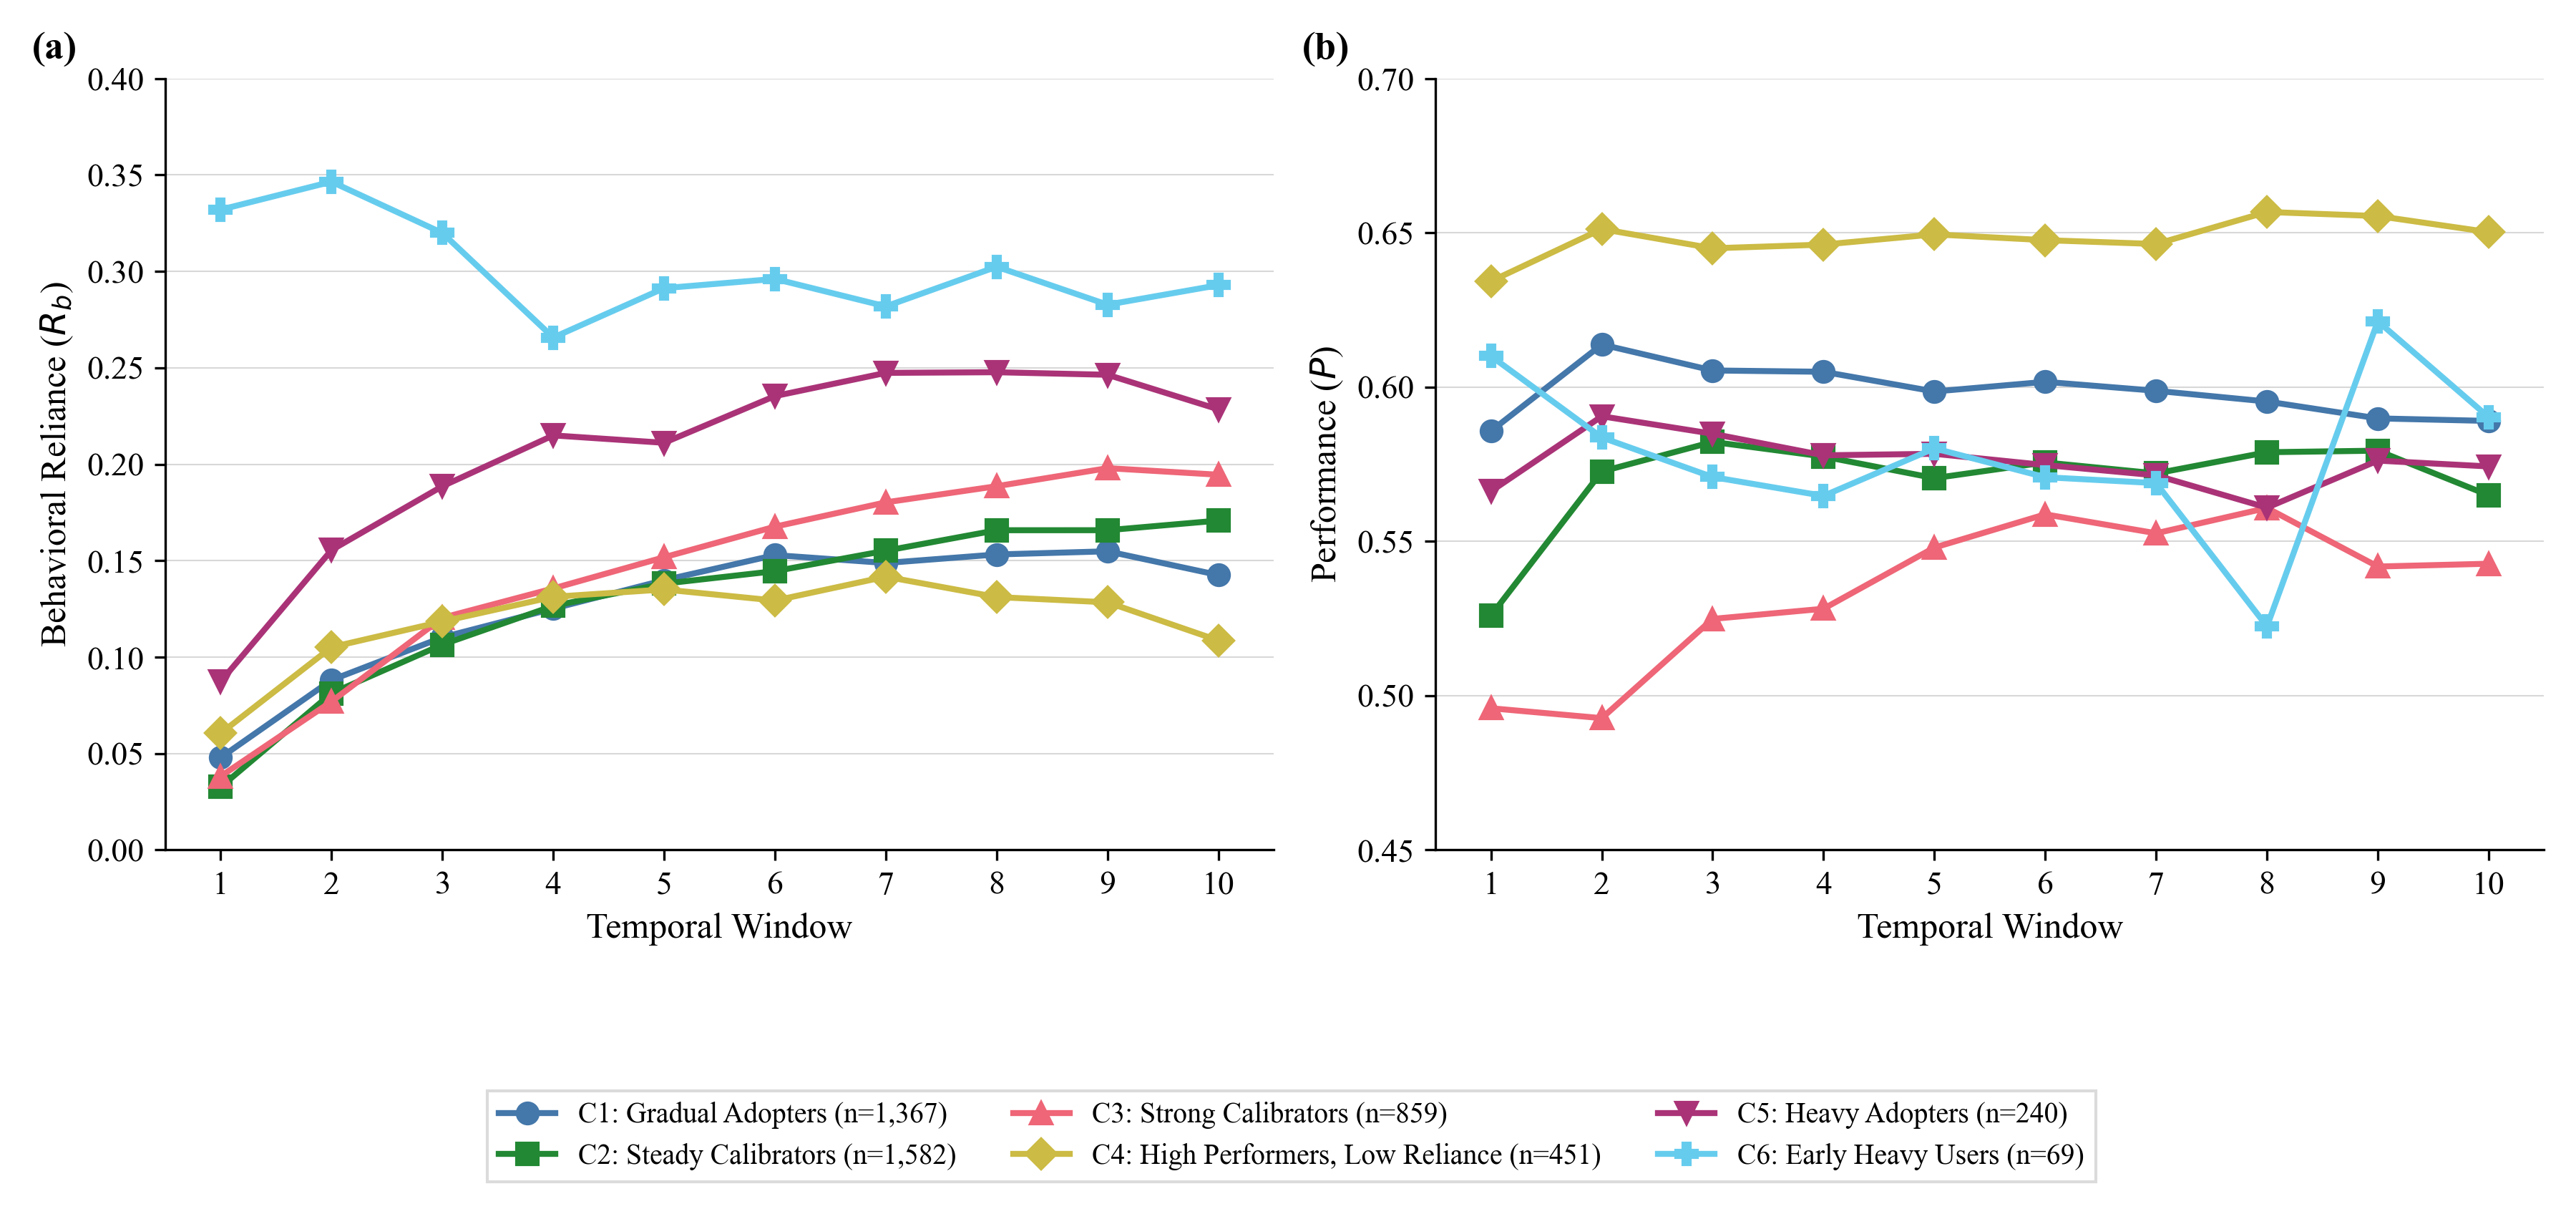 (a)
0.40
0.35
0.30
0.25
0.20
0.15
0.10
0.05
0.00
Behavioral Reliance (R_b)
1 2 3 4 5 6 7 8 9 10
Temporal Window
(b)
0.70
0.65
0.60
0.55
0.50
0.45
Performance (P)
1 2 3 4 5 6 7 8 9 10
Temporal Window
C1: Gradual Adopters (n=1,367)
C2: Steady Calibrators (n=1,582)
C3: Strong Calibrators (n=859)
C4: High Performers, Low Reliance (n=451)
C5: Heavy Adopters (n=240)
C6: Early Heavy Users (n=69)